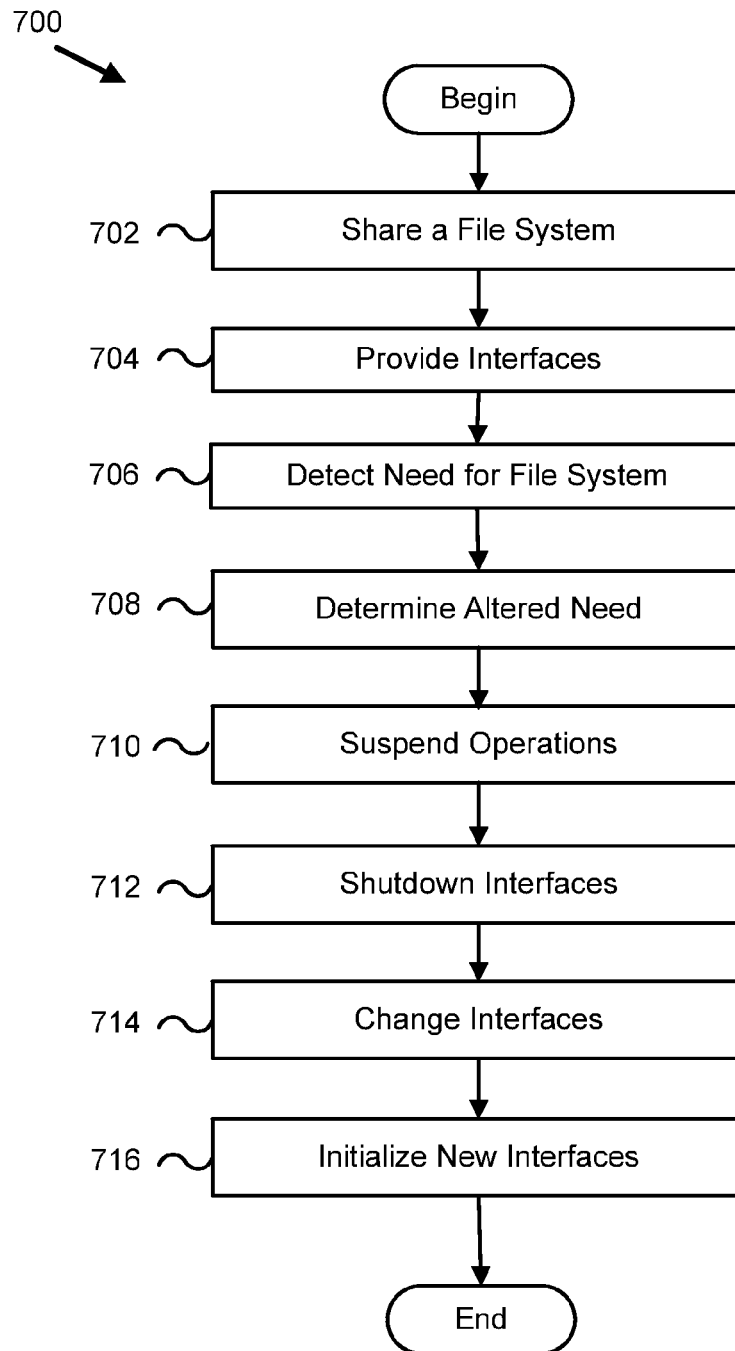 700
Begin
702 Share a File System
704 Provide Interfaces
706 Detect Need for File System
708 Determine Altered Need
710 Suspend Operations
712 Shutdown Interfaces
714 Change Interfaces
716 Initialize New Interfaces
End